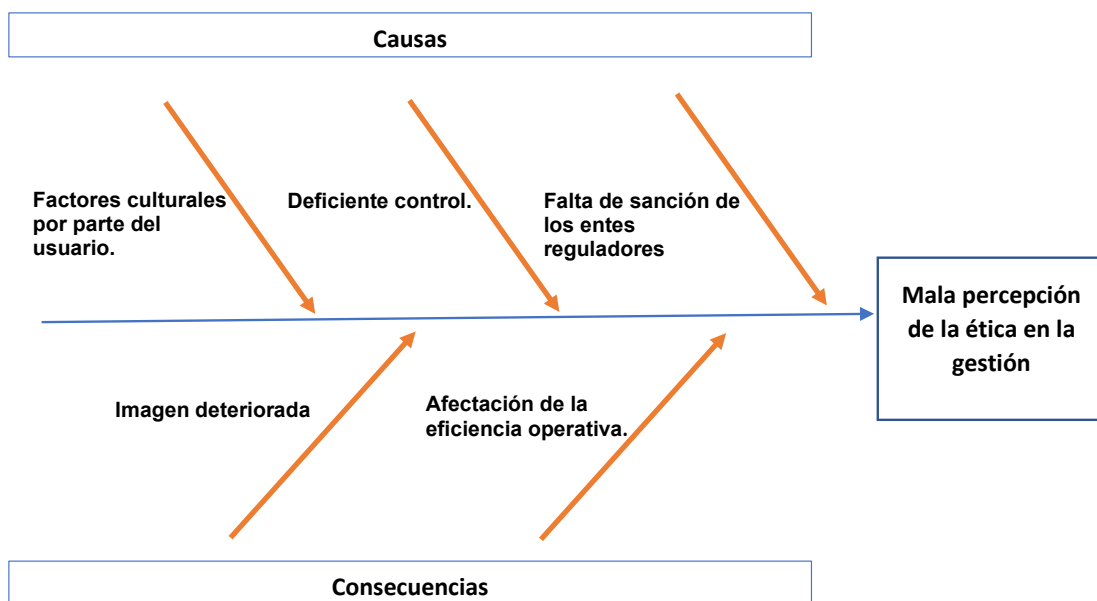 Causas
Factores culturales
por parte del
usuario.
Deficiente control.
Falta de sanción de
los entes
reguladores
Mala percepción
de la ética en la
gestión
Imagen deteriorada
Afectación de la
eficiencia operativa.
Consecuencias